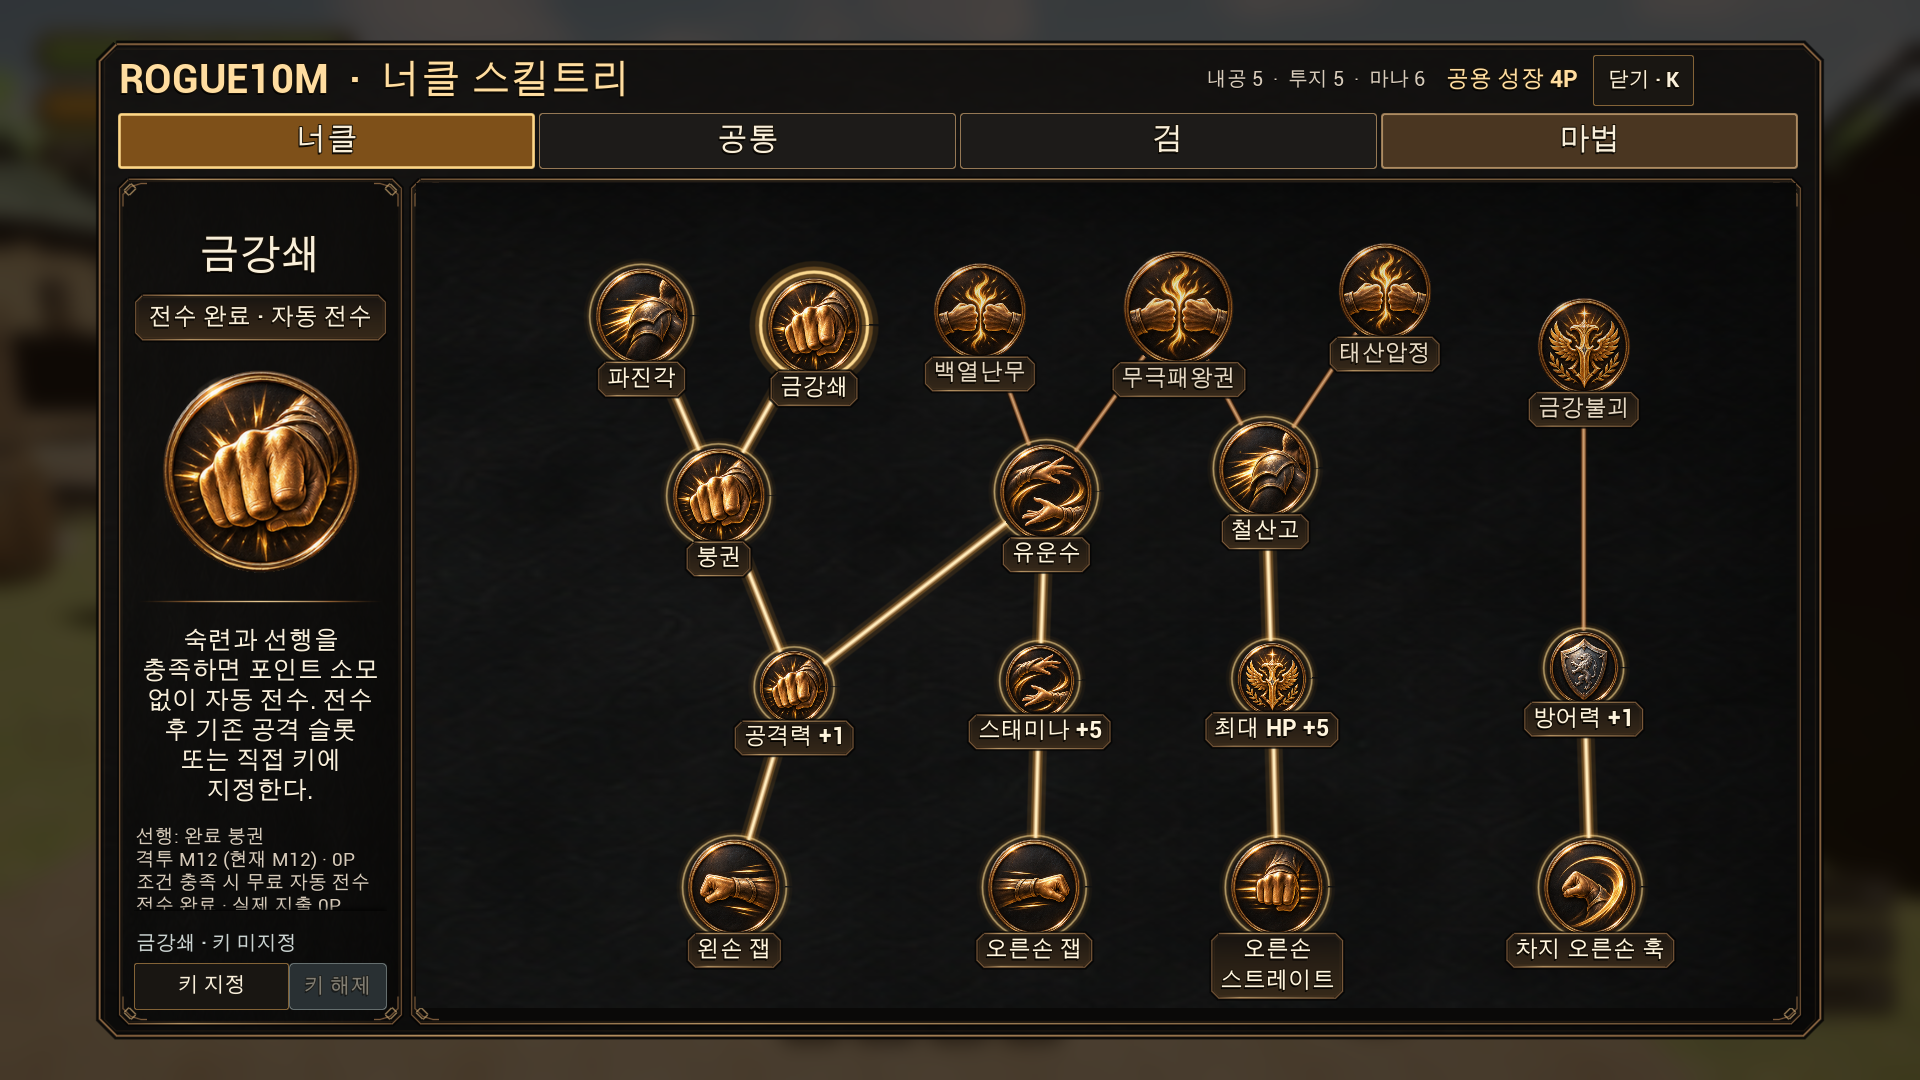 ROGUE10M · 너클 스킬트리
내공 5 · 투지 5 · 마나 6 공용 성장 4P 닫기 · K
너클 공통 검 마법
금강쇄
전수 완료 · 자동 전수
숙련과 선행을
충족하면 포인트 소모
없이 자동 전수. 전수
후 기존 공격 슬롯
또는 직접 키에
지정한다.
선행: 완료 붕권
격투 M12 (현재 M12) · 0P
조건 충족 시 무료 자동 전수
전수 완료 · 실제 지출 0P
금강쇄 · 키 미지정
키 지정 키 해제
파진각
금강쇄
백열난무
무극패왕권
태산압정
금강불괴
붕권
유운수
철산고
공격력 +1
스태미나 +5
최대 HP +5
방어력 +1
왼손 잽
오른손 잽
오른손
스트레이트
차지 오른손 훅